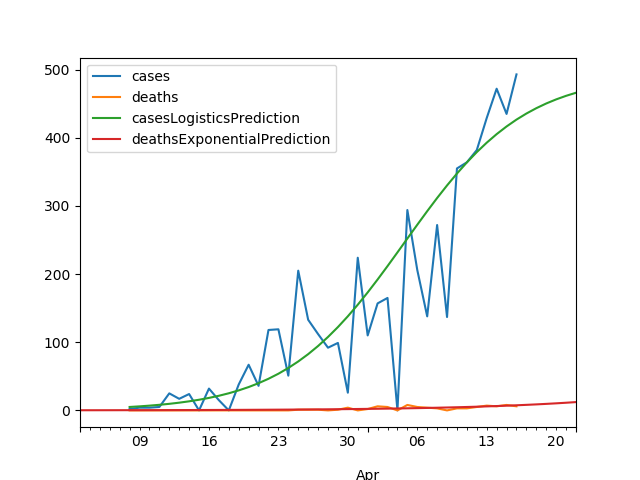 500
400
300
200
100
0
cases
deaths
casesLogisticsPrediction
deathsExponentialPrediction
09 16 23 30 06 13 20
Apr